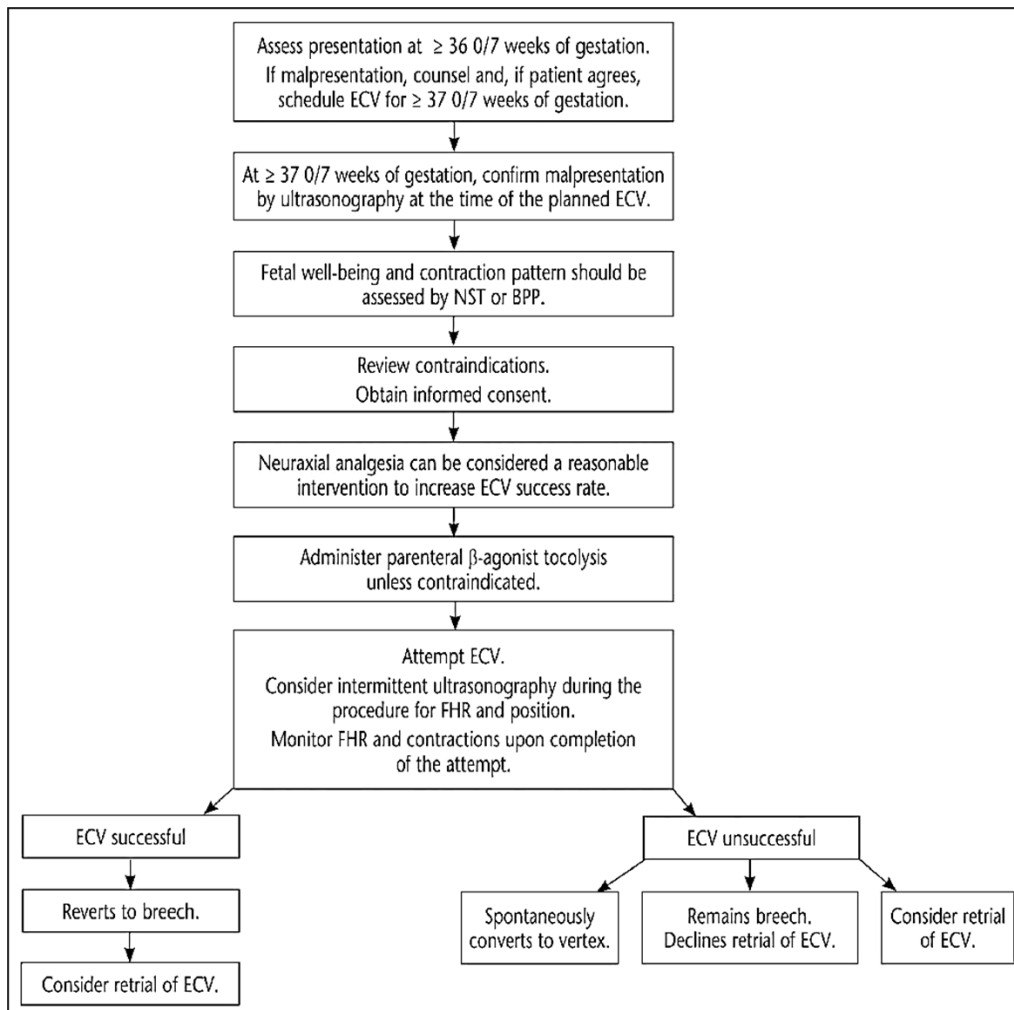 Assess presentation at ≥ 36 0/7 weeks of gestation.
If malpresentation, counsel and, if patient agrees,
schedule ECV for ≥ 37 0/7 weeks of gestation.
At ≥ 37 0/7 weeks of gestation, confirm malpresentation
by ultrasonography at the time of the planned ECV.
Fetal well-being and contraction pattern should be
assessed by NST or BPP.
Review contraindications.
Obtain informed consent.
Neuraxial analgesia can be considered a reasonable
intervention to increase ECV success rate.
Administer parenteral β-agonist tocolysis
unless contraindicated.
Attempt ECV.
Consider intermittent ultrasonography during the
procedure for FHR and position.
Monitor FHR and contractions upon completion
of the attempt.
ECV successful
Reverts to breech.
Consider retrial of ECV.
ECV unsuccessful
Spontaneously
converts to vertex.
Remains breech.
Declines retrial of ECV.
Consider retrial
of ECV.